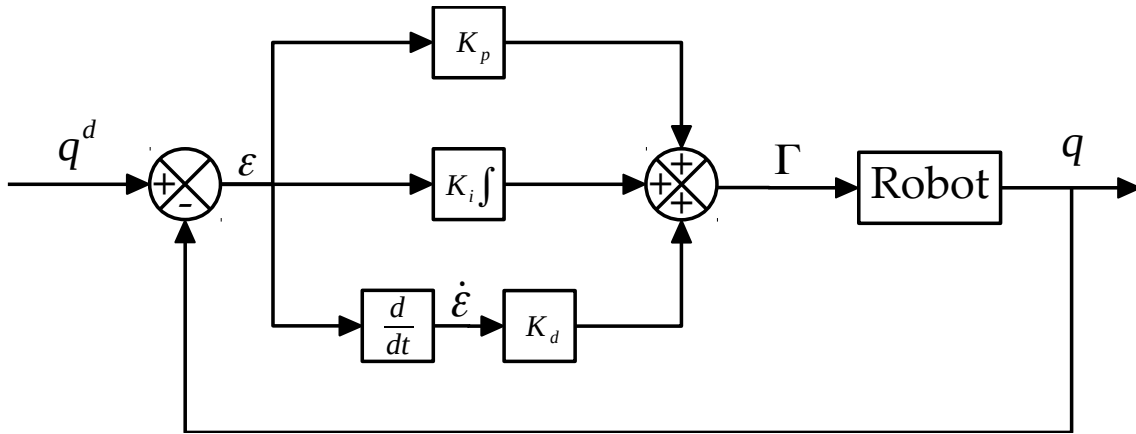 K_p
q^d
ε
K_i ∫
+
-
+
+
+
Γ
Robot
q
d/dt
ε̇
K_d